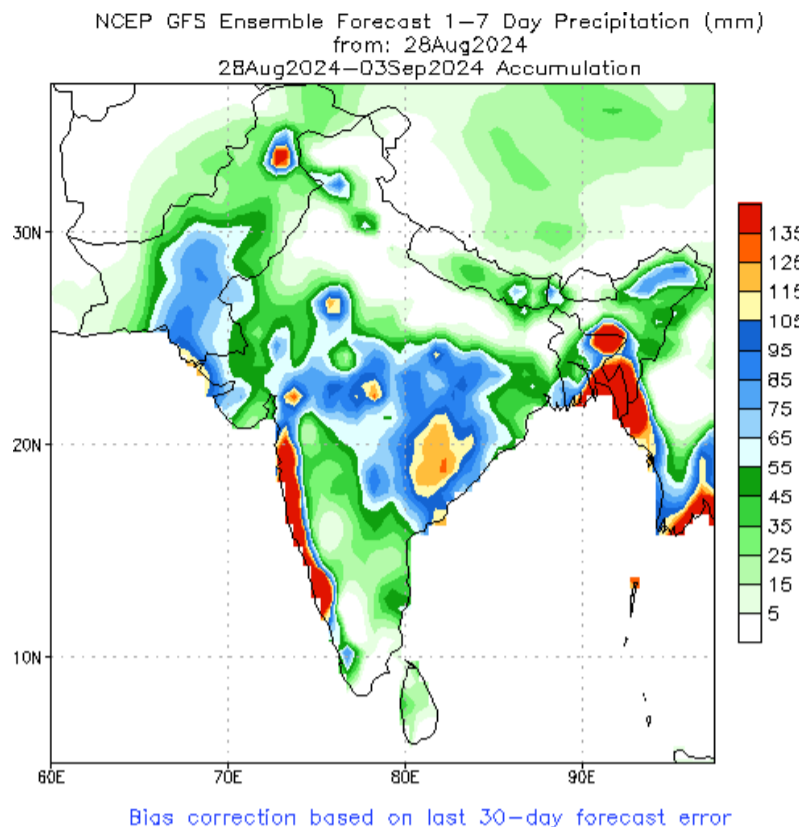 NCEP GFS Ensemble Forecast 1-7 Day Precipitation (mm)
from: 28Aug2024
28Aug2024-03Sep2024 Accumulation
30N
20N
10N
60E
70E
80E
90E
135
125
115
105
95
85
75
65
55
45
35
25
15
5
Bias correction based on last 30-day forecast error